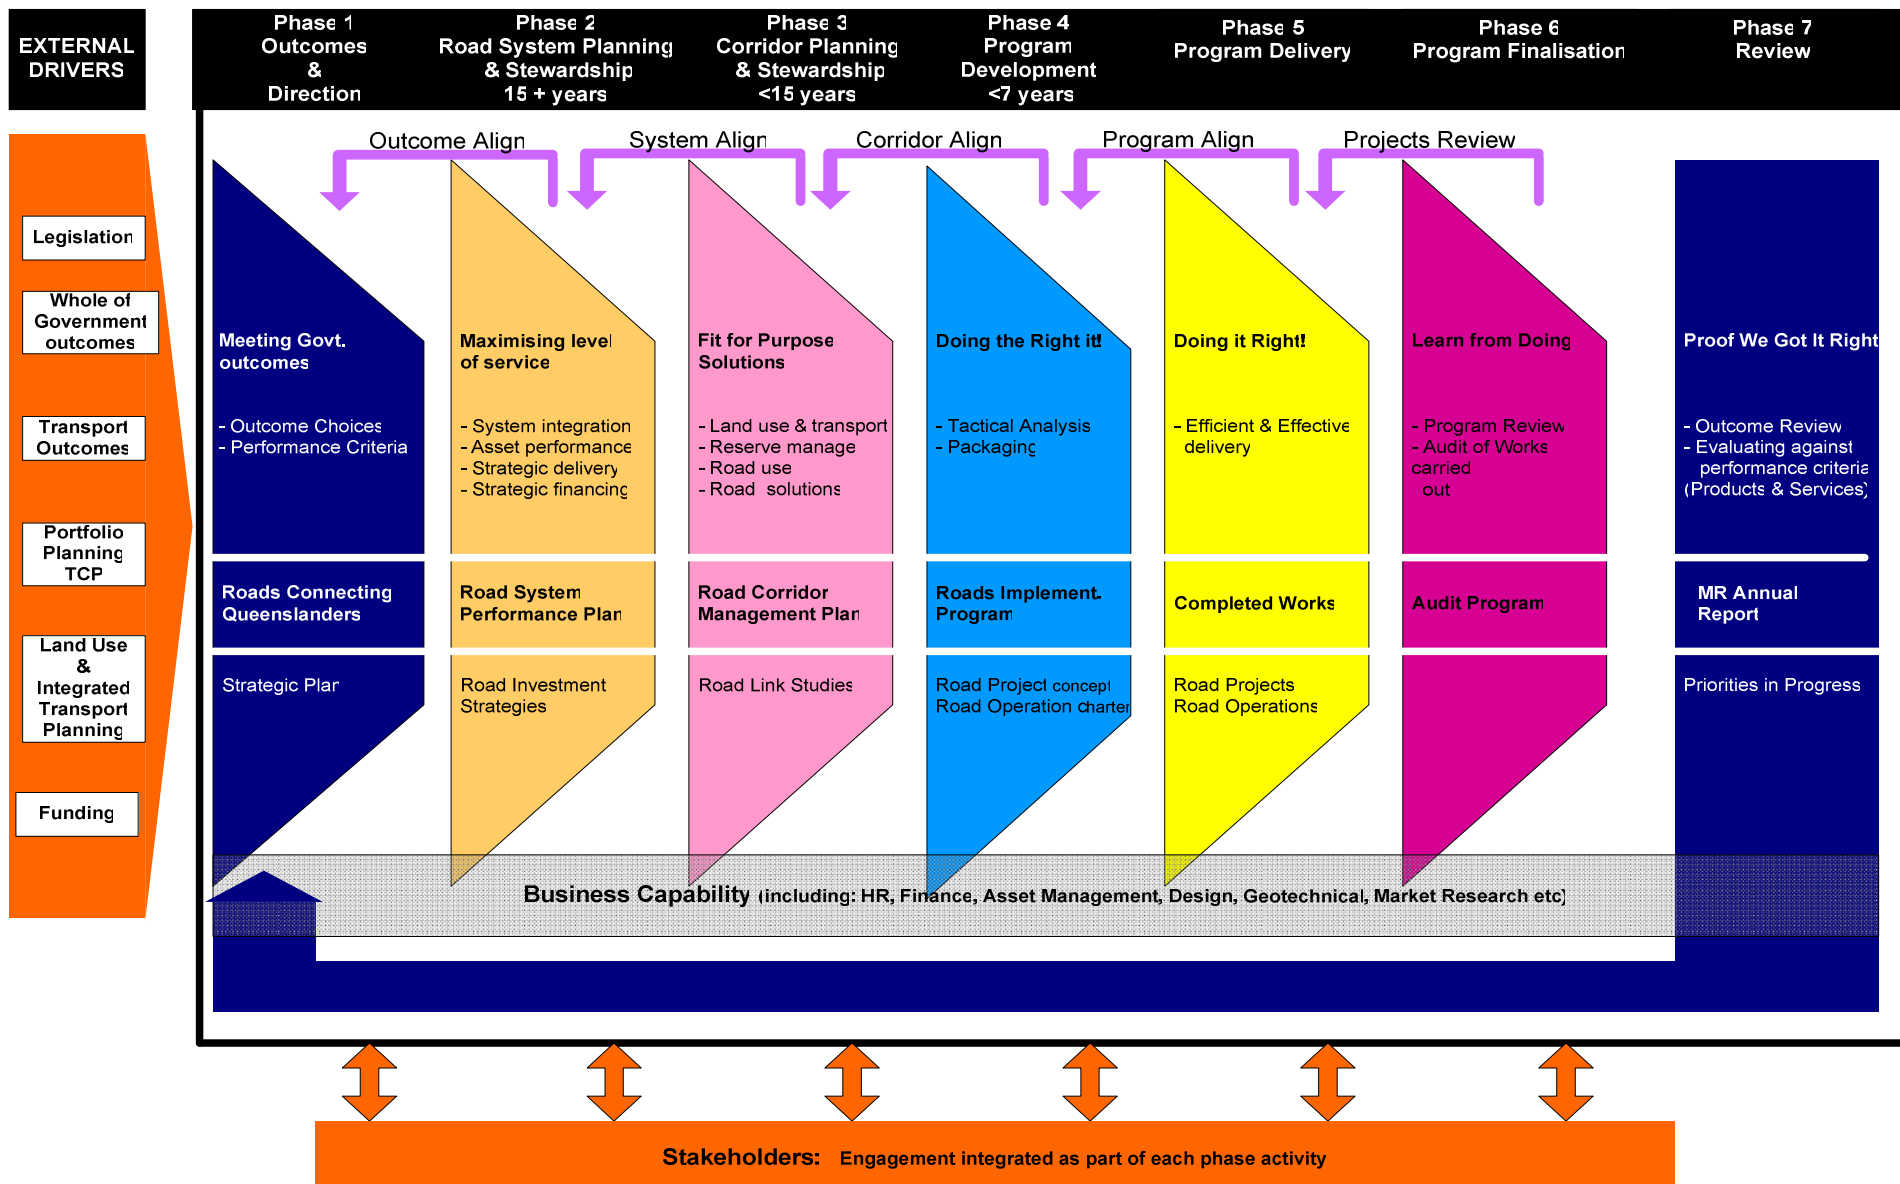 EXTERNAL
DRIVERS
Phase 1
Outcomes
&
Direction
Phase 2
Road System Planning
& Stewardship
15 + years
Phase 3
Corridor Planning
& Stewardship
<15 years
Phase 4
Program
Development
<7 years
Phase 5
Program Delivery
Phase 6
Program Finalisation
Phase 7
Review
Outcome Align
System Align
Corridor Align
Program Align
Projects Review
Legislation
Whole of
Government
outcomes
Transport
Outcomes
Portfolio
Planning
TCP
Land Use
&
Integrated
Transport
Planning
Funding
Meeting Govt.
outcomes
- Outcome Choices
- Performance Criteria
Roads Connecting
Queenslanders
Strategic Plan
Maximising level
of service
- System integration
- Asset performance
- Strategic delivery
- Strategic financing
Road System
Performance Plan
Road Investment
Strategies
Fit for Purpose
Solutions
- Land use & transport
- Reserve manage
- Road use
- Road solutions
Road Corridor
Management Plan
Road Link Studies
Doing the Right it!
- Tactical Analysis
- Packaging
Roads Implement.
Program
Road Project concept
Road Operation charter
Doing it Right!
- Efficient & Effective
delivery
Completed Works
Road Projects
Road Operations
Learn from Doing
- Program Review
- Audit of Works
carried
out
Audit Program
Proof We Got It Right
- Outcome Review
- Evaluating against
performance criteria
(Products & Services)
MR Annual
Report
Priorities in Progress
Business Capability (including: HR, Finance, Asset Management, Design, Geotechnical, Market Research etc)
Stakeholders: Engagement integrated as part of each phase activity